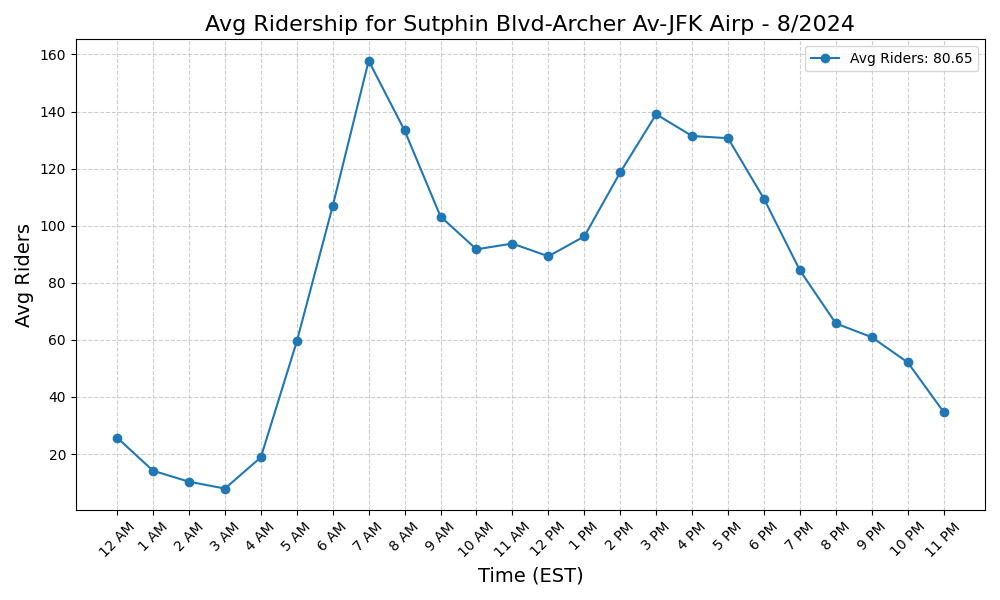 Avg Ridership for Sutphin Blvd-Archer Av-JFK Airp - 8/2024
Avg Riders: 80.65
Avg Riders
160
140
120
100
80
60
40
20
12 AM
1 AM
2 AM
3 AM
4 AM
5 AM
6 AM
7 AM
8 AM
9 AM
10 AM
11 AM
12 PM
1 PM
2 PM
3 PM
4 PM
5 PM
6 PM
7 PM
8 PM
9 PM
10 PM
11 PM
Time (EST)